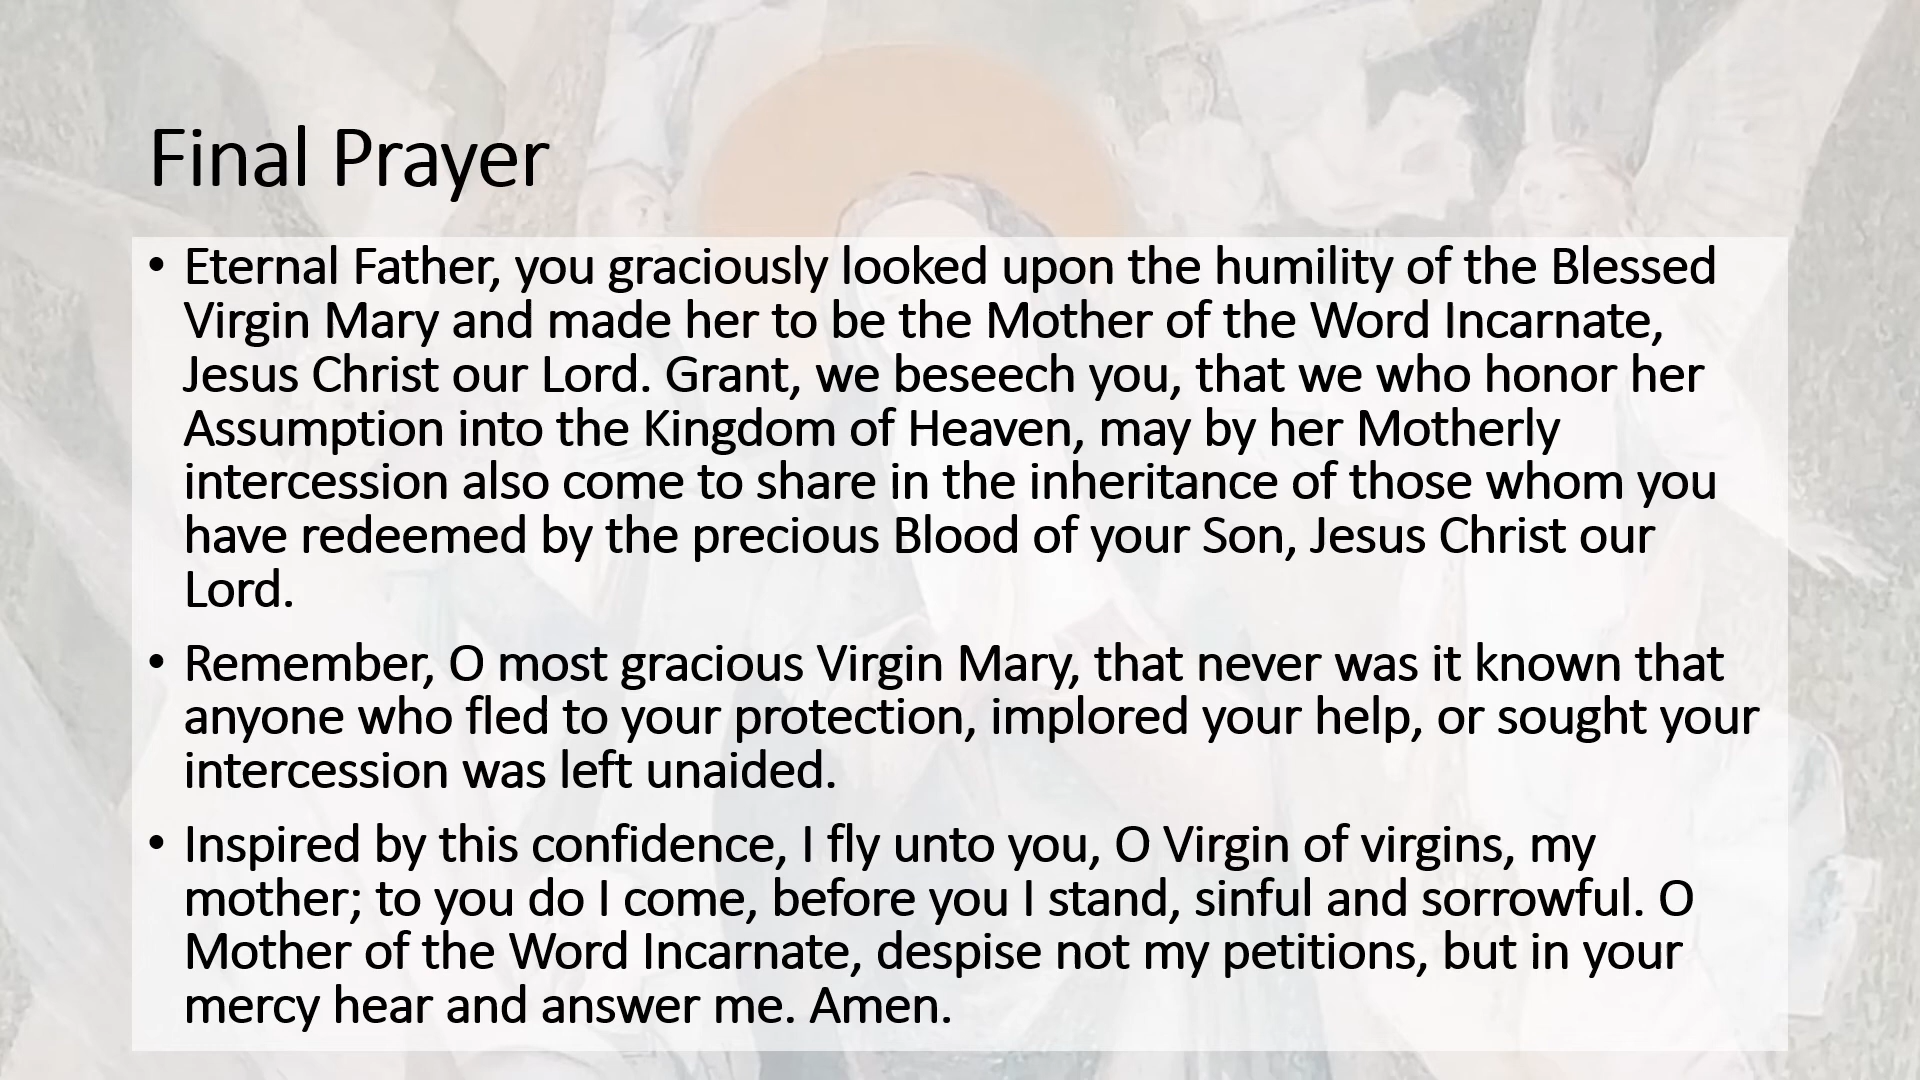 Final Prayer
• Eternal Father, you graciously looked upon the humility of the Blessed
Virgin Mary and made her to be the Mother of the Word Incarnate,
Jesus Christ our Lord. Grant, we beseech you, that we who honor her
Assumption into the Kingdom of Heaven, may by her Motherly
intercession also come to share in the inheritance of those whom you
have redeemed by the precious Blood of your Son, Jesus Christ our
Lord.
• Remember, O most gracious Virgin Mary, that never was it known that
anyone who fled to your protection, implored your help, or sought your
intercession was left unaided.
• Inspired by this confidence, I fly unto you, O Virgin of virgins, my
mother; to you do I come, before you I stand, sinful and sorrowful. O
Mother of the Word Incarnate, despise not my petitions, but in your
mercy hear and answer me. Amen.